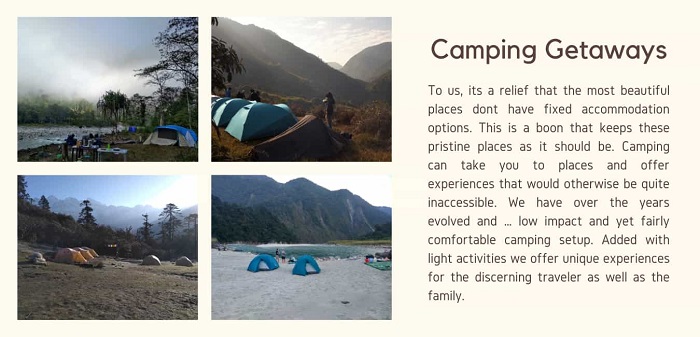 Camping Getaways
To us, its a relief that the most beautiful
places dont have fixed accommodation
options. This is a boon that keeps these
pristine places as it should be. Camping
can take you to places and offer
experiences that would otherwise be quite
inaccessible. We have over the years
evolved and ... low impact and yet fairly
comfortable camping setup. Added with
light activities we offer unique experiences
for the discerning traveler as well as the
family.